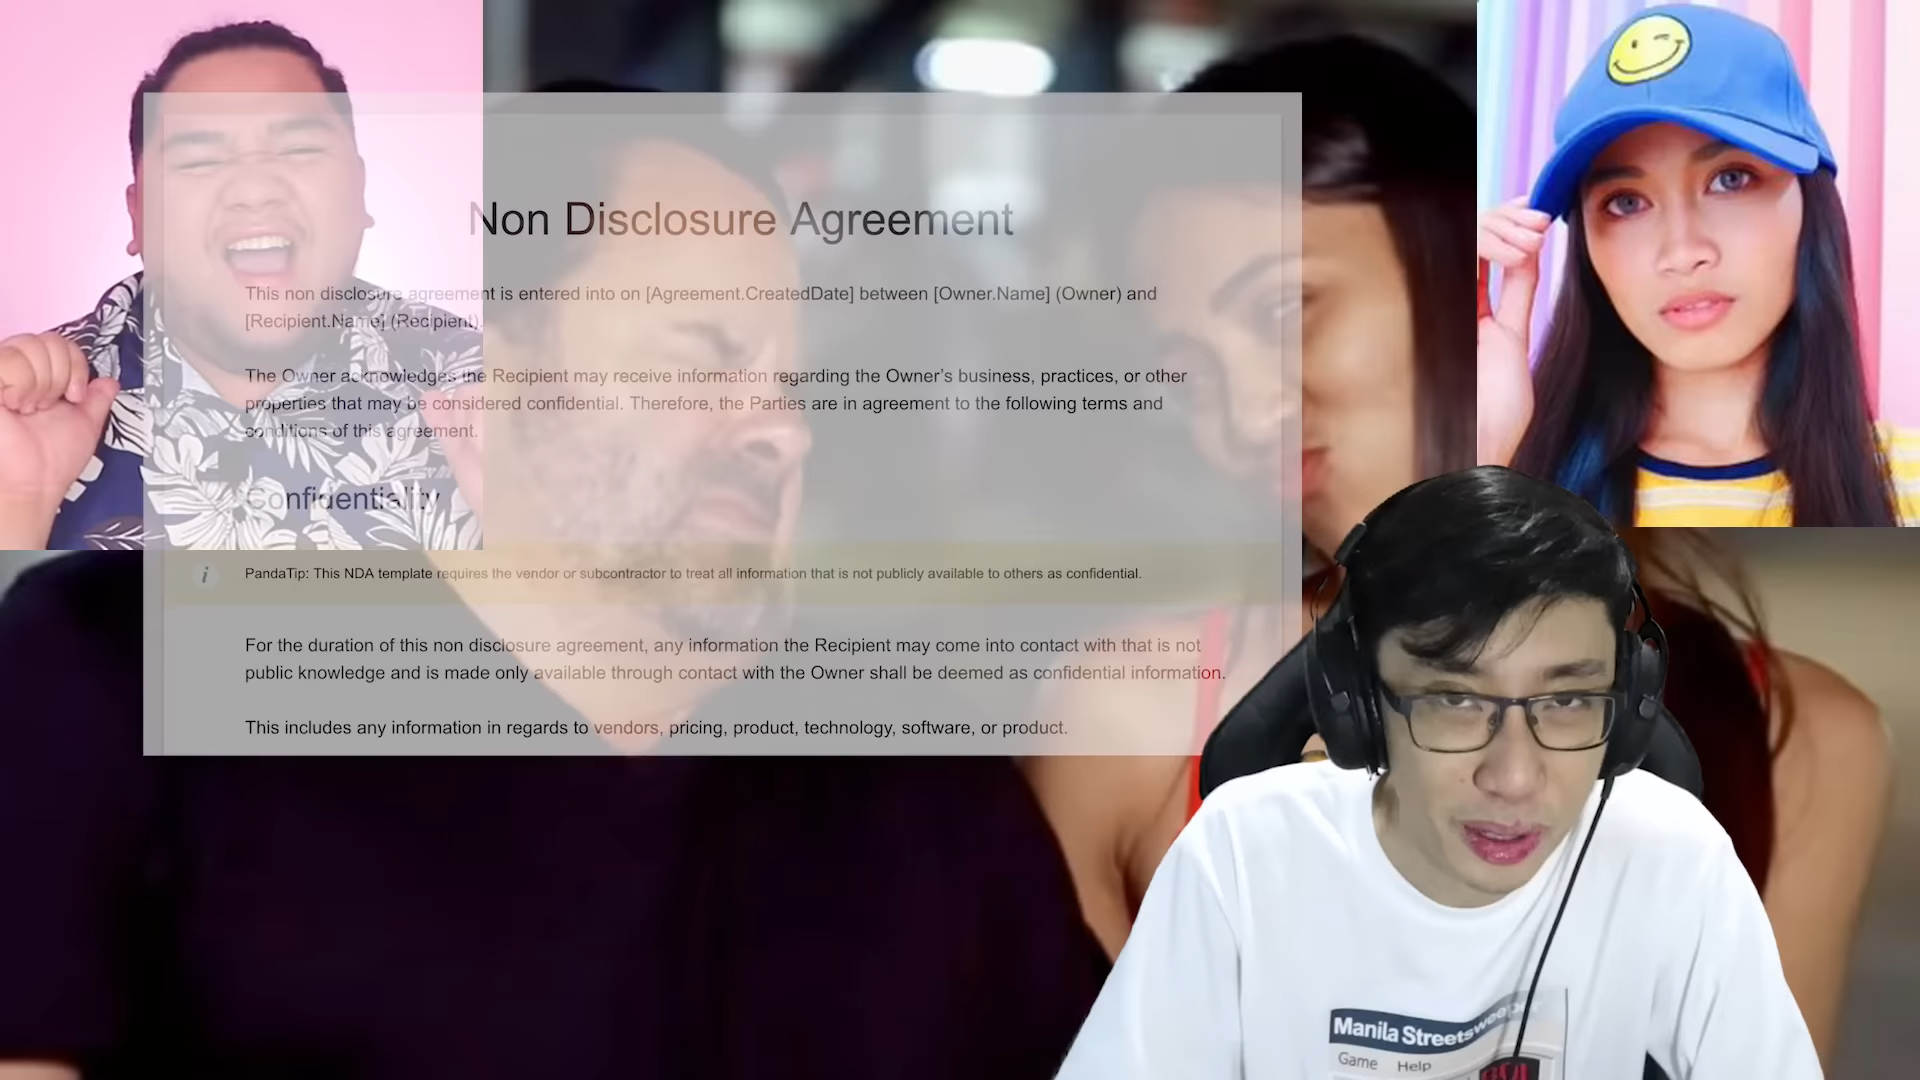 Non Disclosure Agreement
This non disclosure agreement is entered into on [Agreement.CreatedDate] between [Owner.Name] (Owner) and
[Recipient.Name] (Recipient).
The Owner acknowledges the Recipient may receive information regarding the Owner's business, practices, or other
properties that may be considered confidential. Therefore, the Parties are in agreement to the following terms and
conditions of this agreement.
Confidentiality
i PandaTip: This NDA template requires the vendor or subcontractor to treat all information that is not publicly available to others as confidential.
For the duration of this non disclosure agreement, any information the Recipient may come into contact with that is not
public knowledge and is made only available through contact with the Owner shall be deemed as confidential information.
This includes any information in regards to vendors, pricing, product, technology, software, or product.
Manila Streetsweeper
Game Help